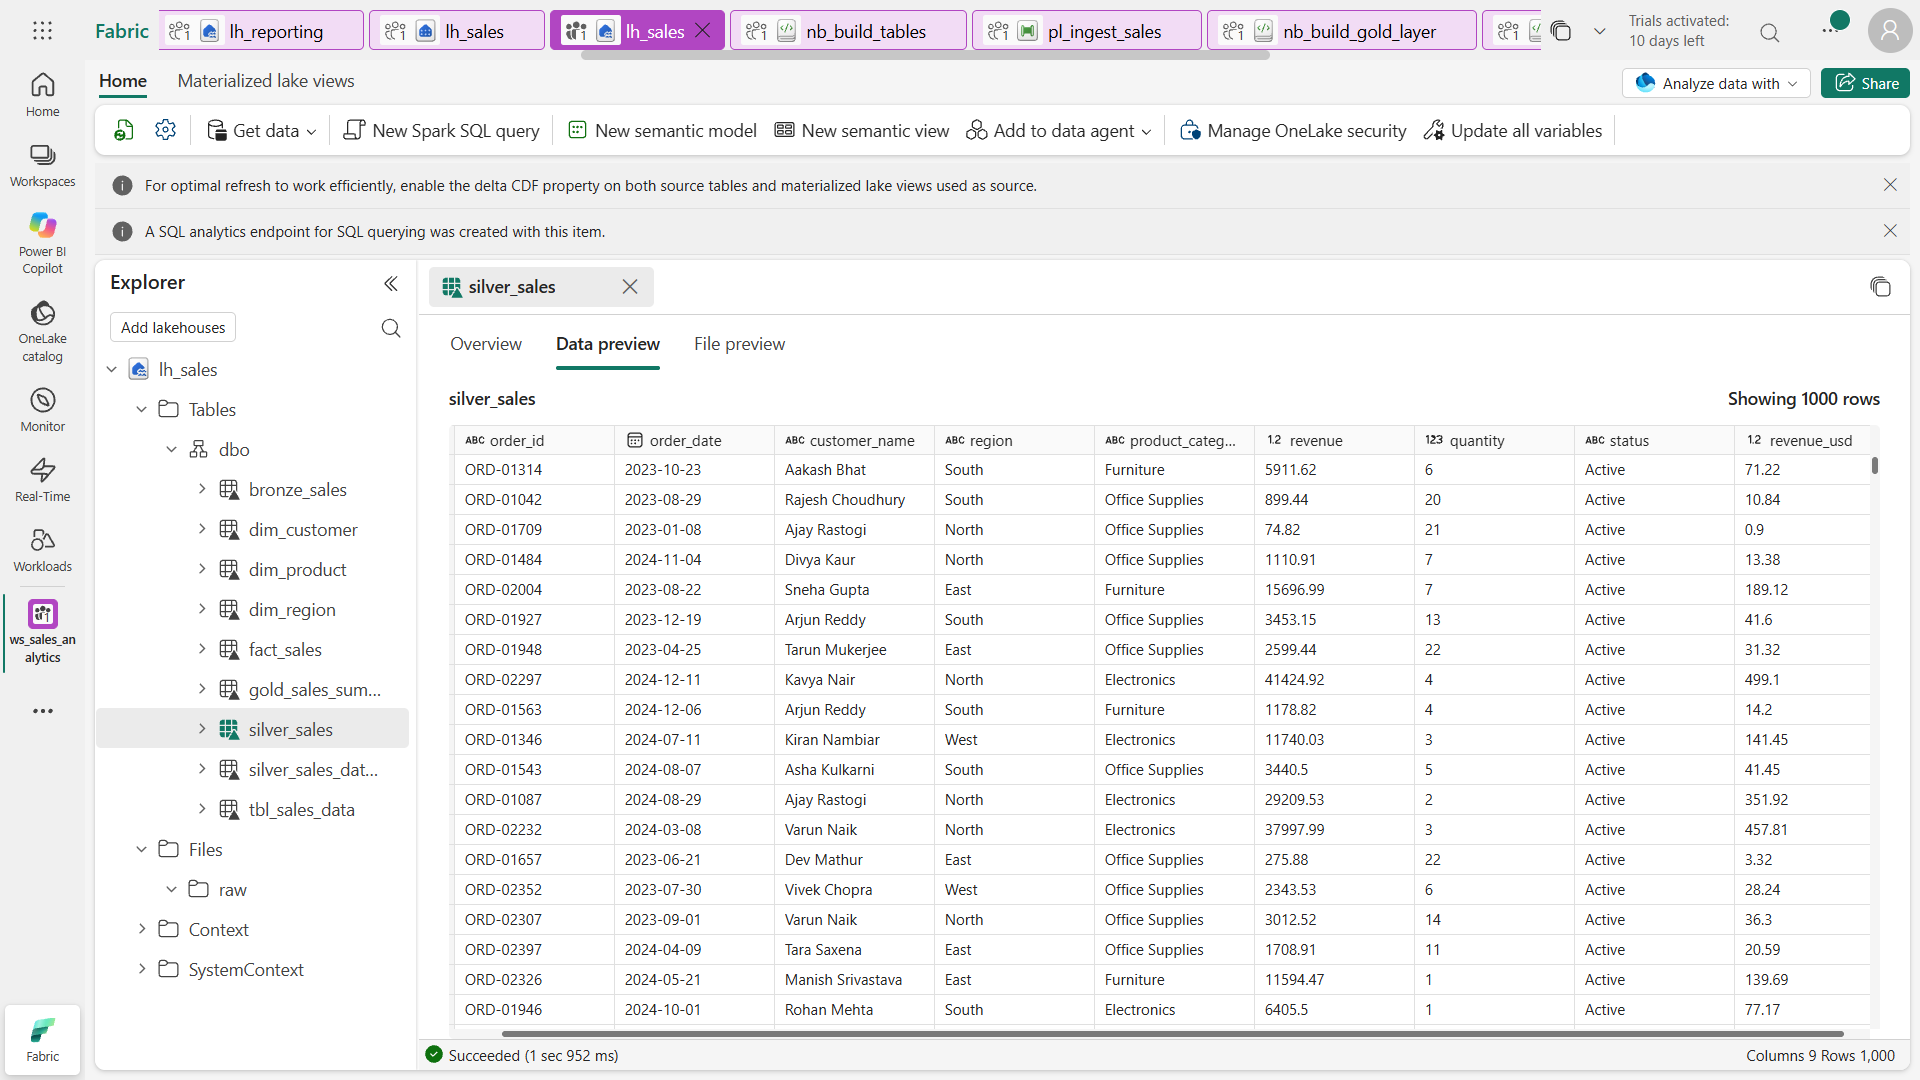 Fabric
lh_reporting
lh_sales
lh_sales
nb_build_tables
pl_ingest_sales
nb_build_gold_layer
Trials activated:
10 days left
Home
Materialized lake views
Analyze data with
Share
Get data
New Spark SQL query
New semantic model
New semantic view
Add to data agent
Manage OneLake security
Update all variables
For optimal refresh to work efficiently, enable the delta CDF property on both source tables and materialized lake views used as source.
A SQL analytics endpoint for SQL querying was created with this item.
Home
Workspaces
Power BI
Copilot
OneLake
catalog
Monitor
Real-Time
Workloads
ws_sales_an
alytics
Fabric
Explorer
Add lakehouses
lh_sales
Tables
dbo
bronze_sales
dim_customer
dim_product
dim_region
fact_sales
gold_sales_sum...
silver_sales
silver_sales_dat...
tbl_sales_data
Files
raw
Context
SystemContext
silver_sales
Overview
Data preview
File preview
silver_sales
Showing 1000 rows
ABC order_id order_date ABC customer_name ABC region ABC product_categ... 1.2 revenue 123 quantity ABC status 1.2 revenue_usd
ORD-01314 2023-10-23 Aakash Bhat South Furniture 5911.62 6 Active 71.22
ORD-01042 2023-08-29 Rajesh Choudhury South Office Supplies 899.44 20 Active 10.84
ORD-01709 2023-01-08 Ajay Rastogi North Office Supplies 74.82 21 Active 0.9
ORD-01484 2024-11-04 Divya Kaur North Office Supplies 1110.91 7 Active 13.38
ORD-02004 2023-08-22 Sneha Gupta East Furniture 15696.99 7 Active 189.12
ORD-01927 2023-12-19 Arjun Reddy South Office Supplies 3453.15 13 Active 41.6
ORD-01948 2023-04-25 Tarun Mukerjee East Office Supplies 2599.44 22 Active 31.32
ORD-02297 2024-12-11 Kavya Nair North Electronics 41424.92 4 Active 499.1
ORD-01563 2024-12-06 Arjun Reddy South Furniture 1178.82 4 Active 14.2
ORD-01346 2024-07-11 Kiran Nambiar West Electronics 11740.03 3 Active 141.45
ORD-01543 2024-08-07 Asha Kulkarni South Office Supplies 3440.5 5 Active 41.45
ORD-01087 2024-08-29 Ajay Rastogi North Electronics 29209.53 2 Active 351.92
ORD-02232 2024-03-08 Varun Naik North Electronics 37997.99 3 Active 457.81
ORD-01657 2023-06-21 Dev Mathur East Office Supplies 275.88 22 Active 3.32
ORD-02352 2023-07-30 Vivek Chopra West Office Supplies 2343.53 6 Active 28.24
ORD-02307 2023-09-01 Varun Naik North Office Supplies 3012.52 14 Active 36.3
ORD-02397 2024-04-09 Tara Saxena East Office Supplies 1708.91 11 Active 20.59
ORD-02326 2024-05-21 Manish Srivastava East Furniture 11594.47 1 Active 139.69
ORD-01946 2024-10-01 Rohan Mehta South Electronics 6405.5 1 Active 77.17
Succeeded (1 sec 952 ms)
Columns 9 Rows 1,000